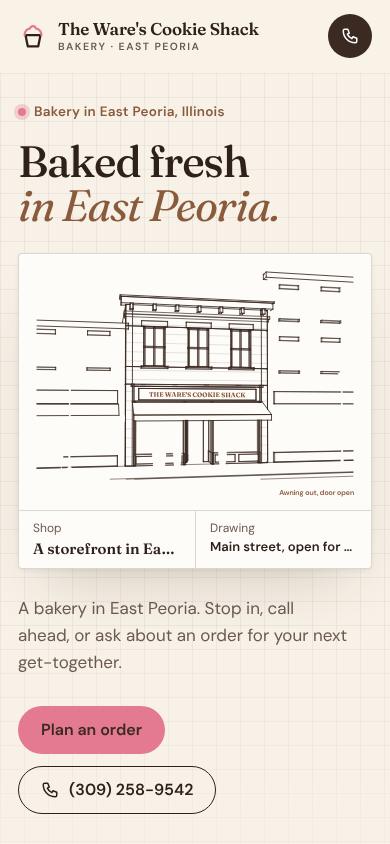 The Ware's Cookie Shack
BAKERY · EAST PEORIA
Bakery in East Peoria, Illinois
Baked fresh
in East Peoria.
THE WARE'S COOKIE SHACK
Awning out, door open
Shop
A storefront in Ea...
Drawing
Main street, open for ...
A bakery in East Peoria. Stop in, call
ahead, or ask about an order for your next
get-together.
Plan an order
(309) 258-9542